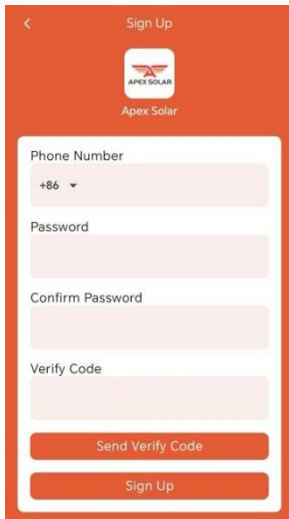 Sign Up
APEX SOLAR
Apex Solar
Phone Number
+86
Password
Confirm Password
Verify Code
Send Verify Code
Sign Up